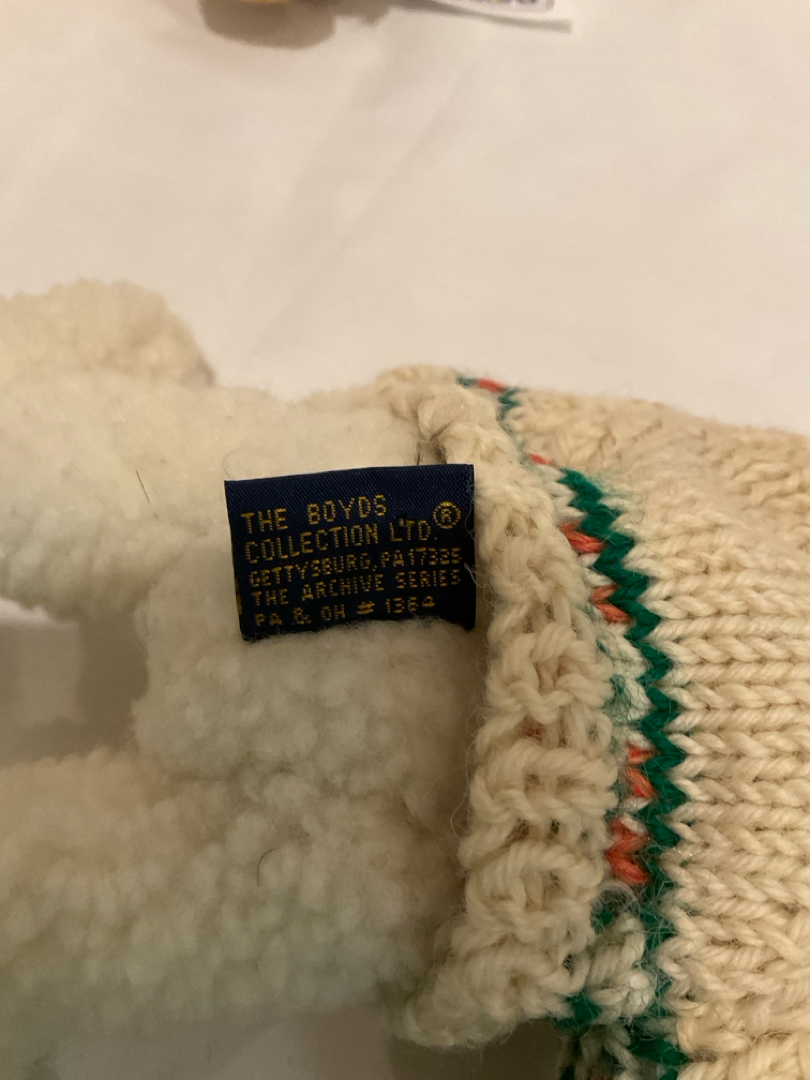 THE BOYDS
COLLECTION LTD.®
GETTYSBURG, PA 17325
THE ARCHIVE SERIES
PA & OH # 1364